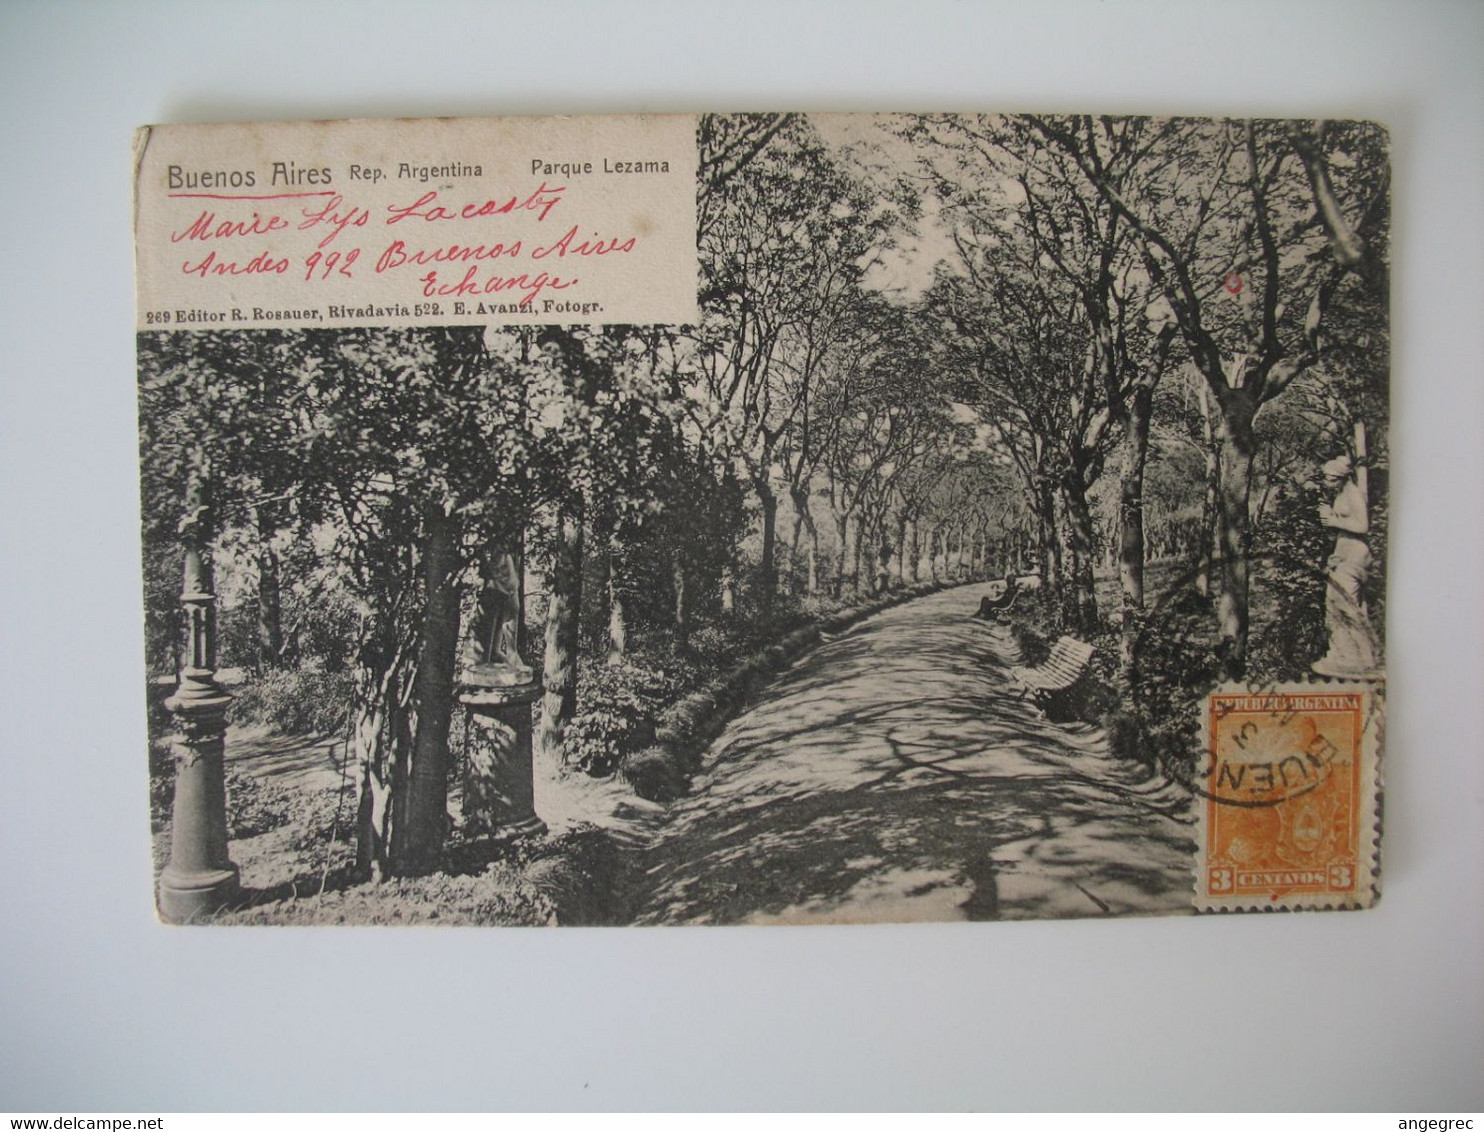 Buenos Aires Rep. Argentina Parque Lezama
Marie Lys Lacoste
Andes 992 Buenos Aires
Echange.
269 Editor R. Rosauer, Rivadavia 522. E. Avanzi, Fotogr.
REPUBLICA ARGENTINA
BUENO
3 CENTAVOS 3
www.delcampe.net
angegrec